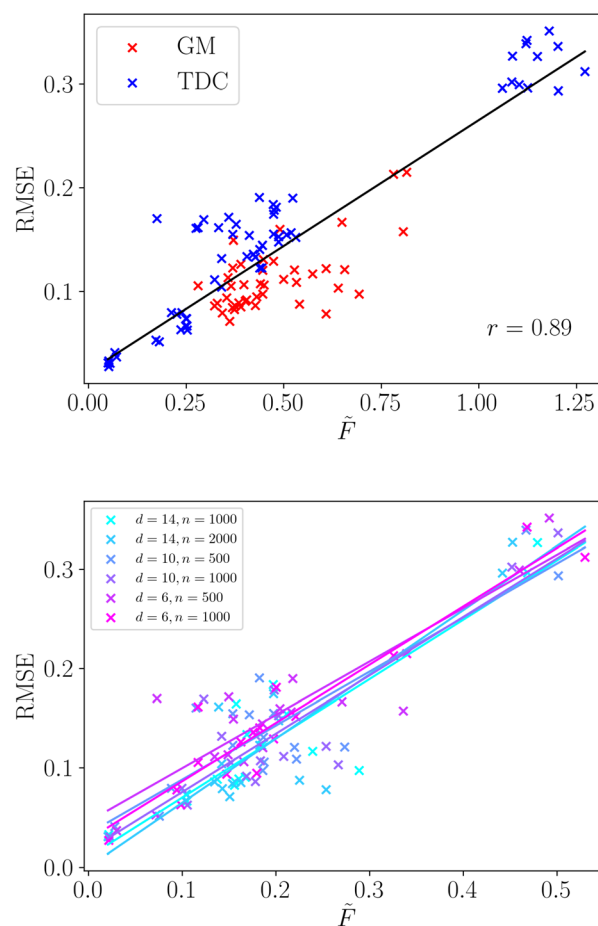 GM
TDC
0.3
0.2
0.1
RMSE
r = 0.89
0.00 0.25 0.50 0.75 1.00 1.25
F̃
d = 14, n = 1000
d = 14, n = 2000
d = 10, n = 500
d = 10, n = 1000
d = 6, n = 500
d = 6, n = 1000
0.3
0.2
0.1
0.0
RMSE
0.0 0.1 0.2 0.3 0.4 0.5
F̃